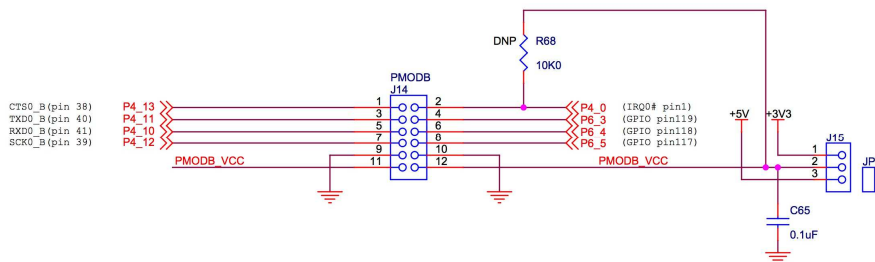 DNP R68
10K0
PMODB
J14
CTS0_B(pin 38) P4_13 1 2 P4_0 (IRQ0# pin1)
TXD0_B(pin 40) P4_11 3 4 P6_3 (GPIO pin119)
RXD0_B(pin 41) P4_10 5 6 P6_4 (GPIO pin118)
SCK0_B(pin 39) P4_12 7 8 P6_5 (GPIO pin117)
9 10
PMODB_VCC 11 12 PMODB_VCC
+5V +3V3
J15
1
2
3
JP
C65
0.1uF